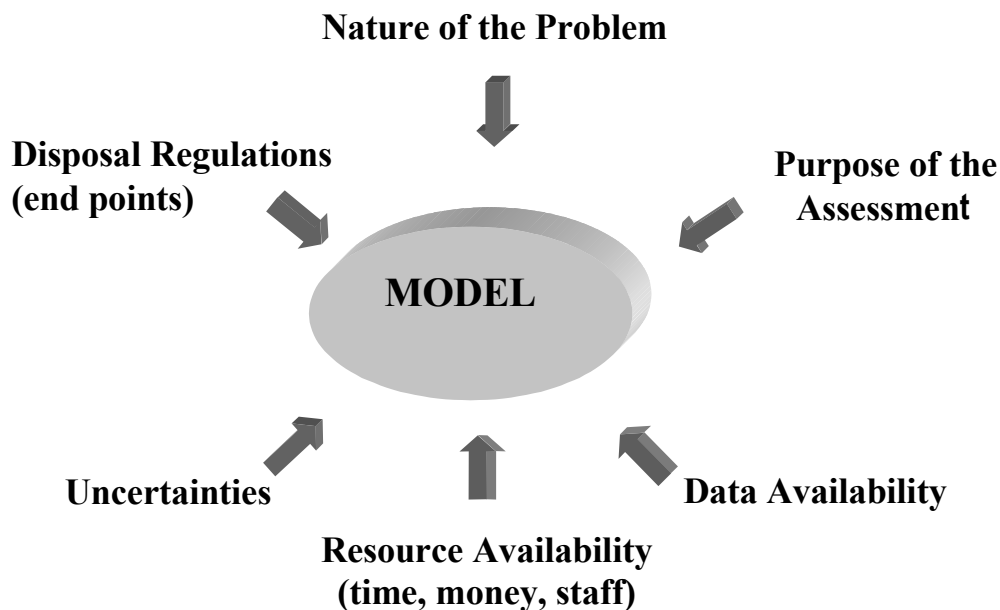 Nature of the Problem
Disposal Regulations
(end points)
Purpose of the
Assessment
MODEL
Uncertainties
Data Availability
Resource Availability
(time, money, staff)